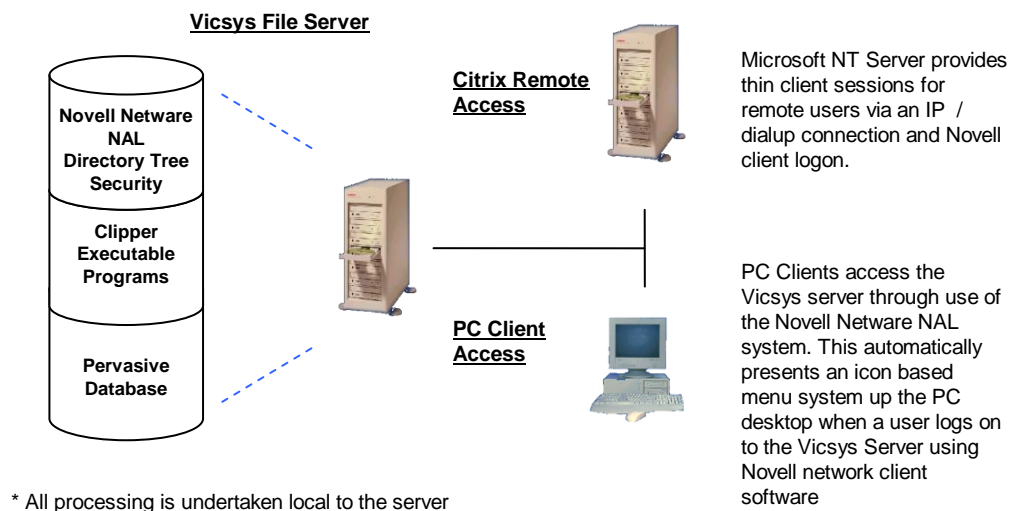 Vicsys File Server
Novell Netware
NAL
Directory Tree
Security
Clipper
Executable
Programs
Pervasive
Database
Citrix Remote
Access
Microsoft NT Server provides
thin client sessions for
remote users via an IP /
dialup connection and Novell
client logon.
PC Client
Access
PC Clients access the
Vicsys server through use of
the Novell Netware NAL
system. This automatically
presents an icon based
menu system up the PC
desktop when a user logs on
to the Vicsys Server using
Novell network client
software
* All processing is undertaken local to the server